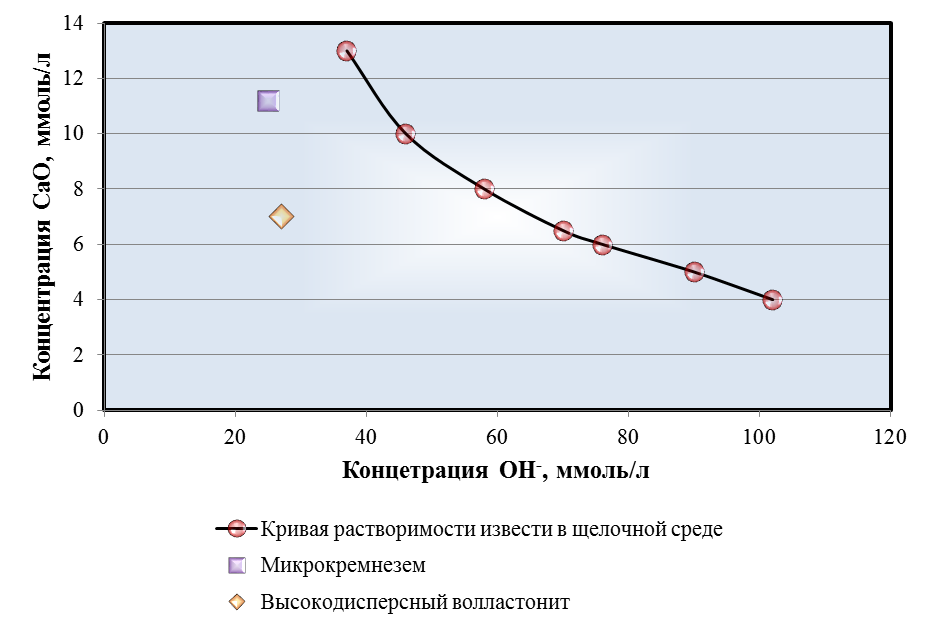 Концентрация CaO, ммоль/л
14
12
10
8
6
4
2
0
0 20 40 60 80 100 120
Концетрация OH-, ммоль/л
Кривая растворимости извести в щелочной среде
Микрокремнезем
Высокодисперсный волластонит